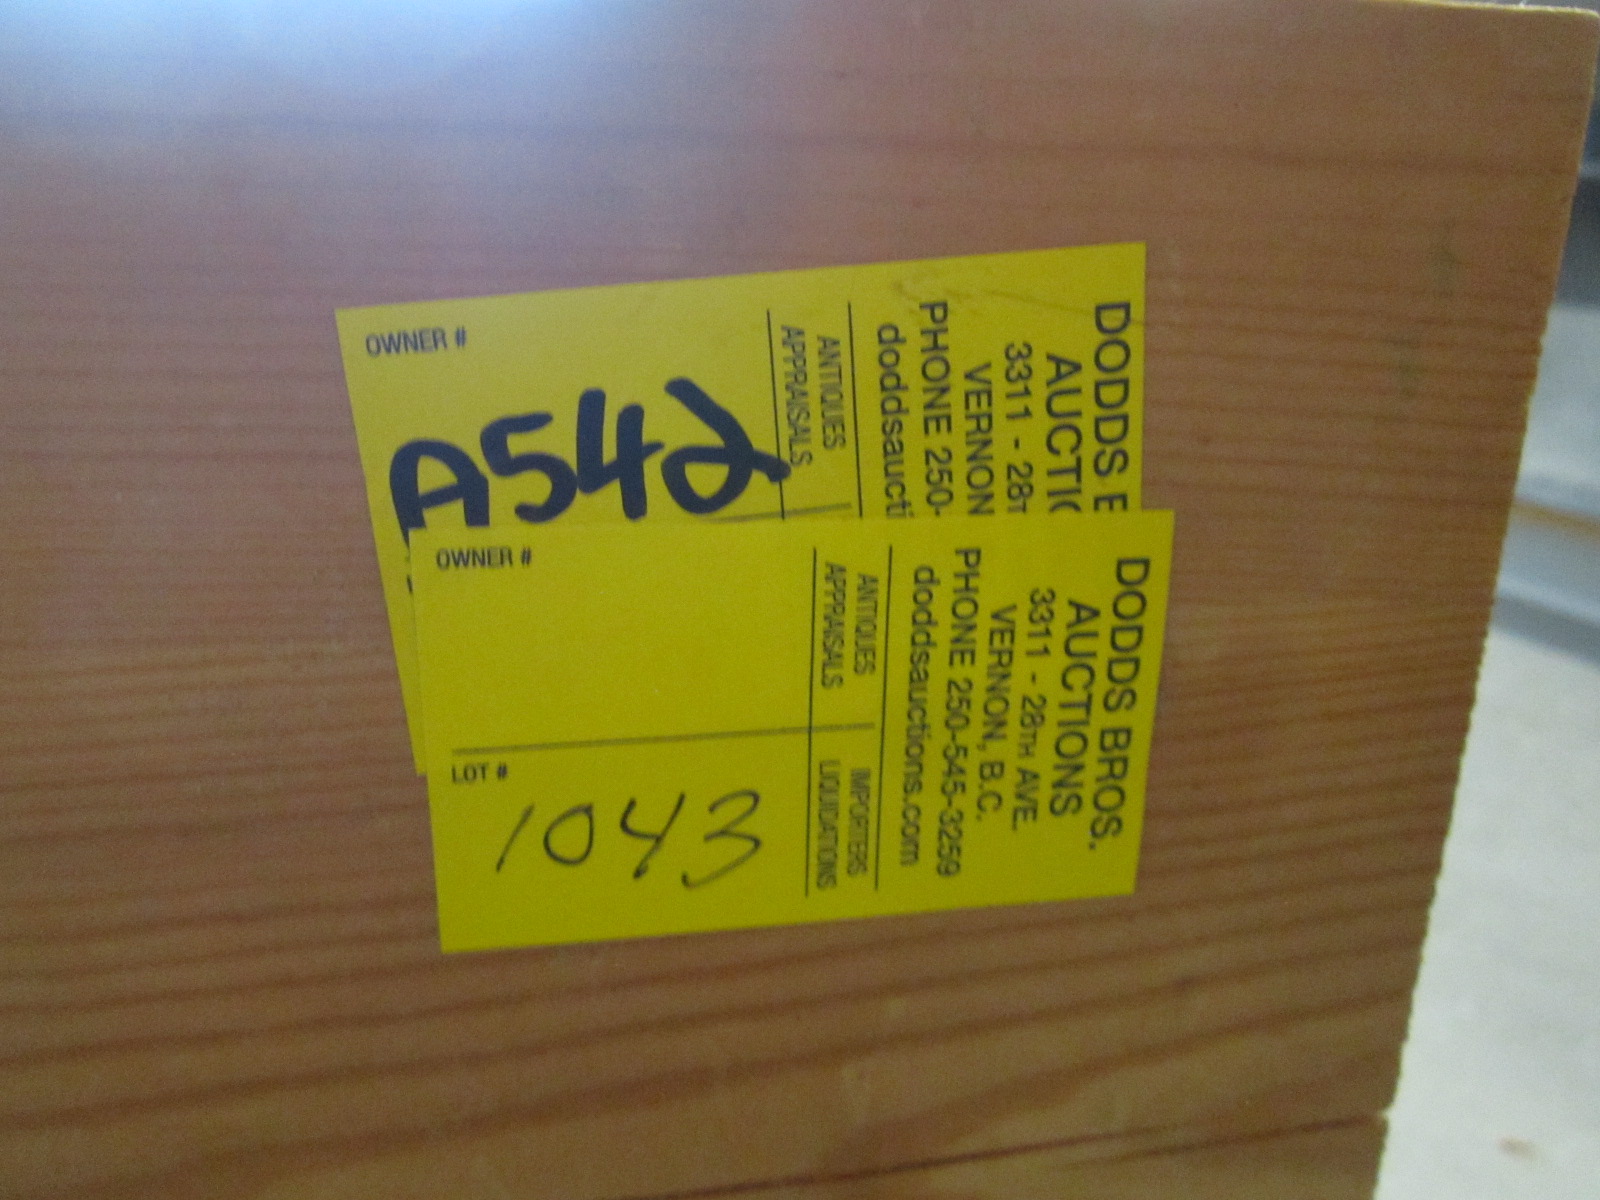 OWNER #
A542
ANTIQUES
APPRAISALS
DODDS B
AUCTIO
3311 - 28T
VERNON
PHONE 250-
doddsaucti
OWNER #
LOT #
1043
ANTIQUES IMPORTERS
APPRAISALS LIQUIDATIONS
DODDS BROS.
AUCTIONS
3311 - 28TH AVE.
VERNON, B.C.
PHONE 250-545-3259
doddsauctions.com